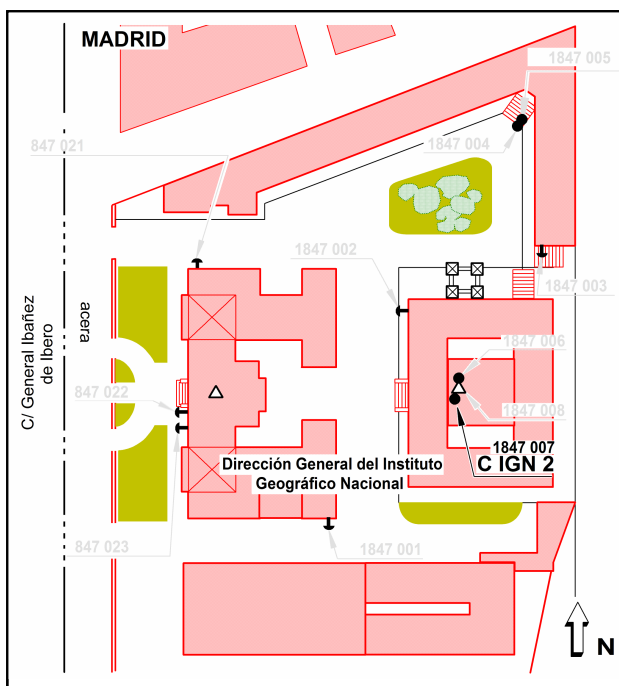 MADRID
1847 005
847 021
1847 004
1847 002
1847 003
C/ General Ibañez
de Ibero
acera
1847 006
847 022
1847 008
1847 007
C IGN 2
Dirección General del Instituto
Geográfico Nacional
847 023
1847 001
N